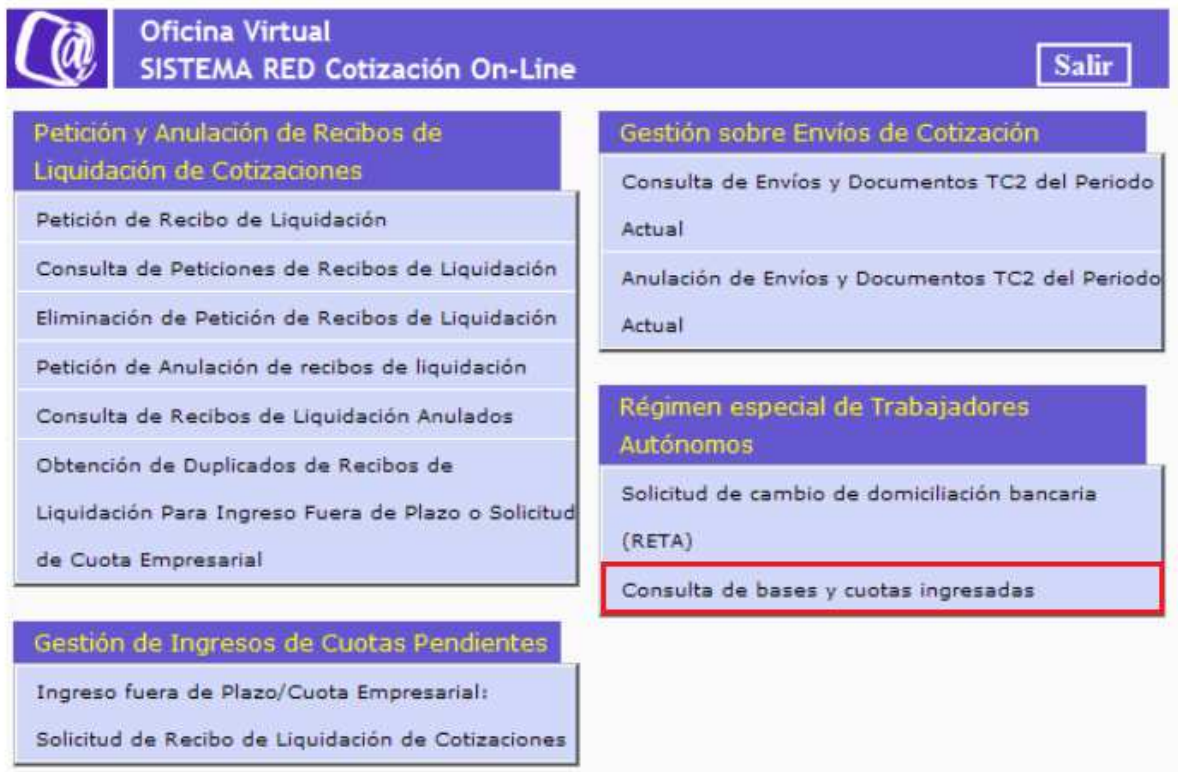 Oficina Virtual
SISTEMA RED Cotización On-Line
Salir
Petición y Anulación de Recibos de
Liquidación de Cotizaciones
Petición de Recibo de Liquidación
Consulta de Peticiones de Recibos de Liquidación
Eliminación de Petición de Recibos de Liquidación
Petición de Anulación de recibos de liquidación
Consulta de Recibos de Liquidación Anulados
Obtención de Duplicados de Recibos de
Liquidación Para Ingreso Fuera de Plazo o Solicitud
de Cuota Empresarial
Gestión de Ingresos de Cuotas Pendientes
Ingreso fuera de Plazo/Cuota Empresarial:
Solicitud de Recibo de Liquidación de Cotizaciones
Gestión sobre Envíos de Cotización
Consulta de Envíos y Documentos TC2 del Periodo
Actual
Anulación de Envíos y Documentos TC2 del Periodo
Actual
Régimen especial de Trabajadores
Autónomos
Solicitud de cambio de domiciliación bancaria
(RETA)
Consulta de bases y cuotas ingresadas